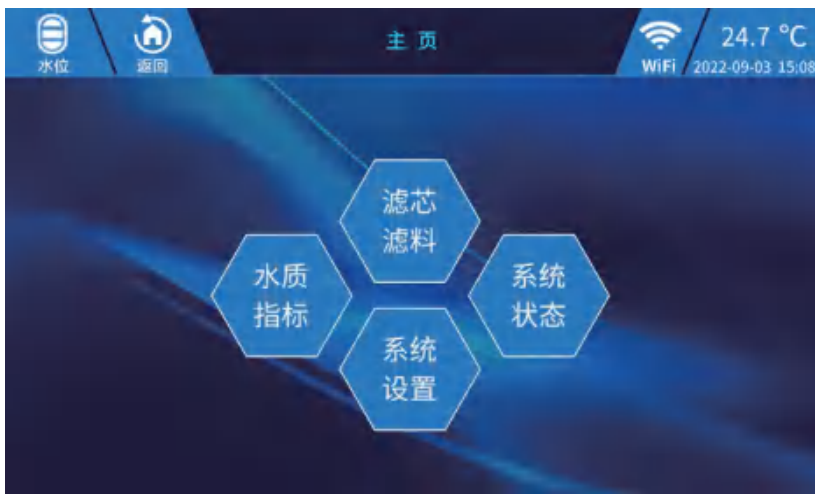 水位
返回
主页
WiFi
24.7 ℃
2022-09-03 15:08
滤芯
滤料
水质
指标
系统
状态
系统
设置